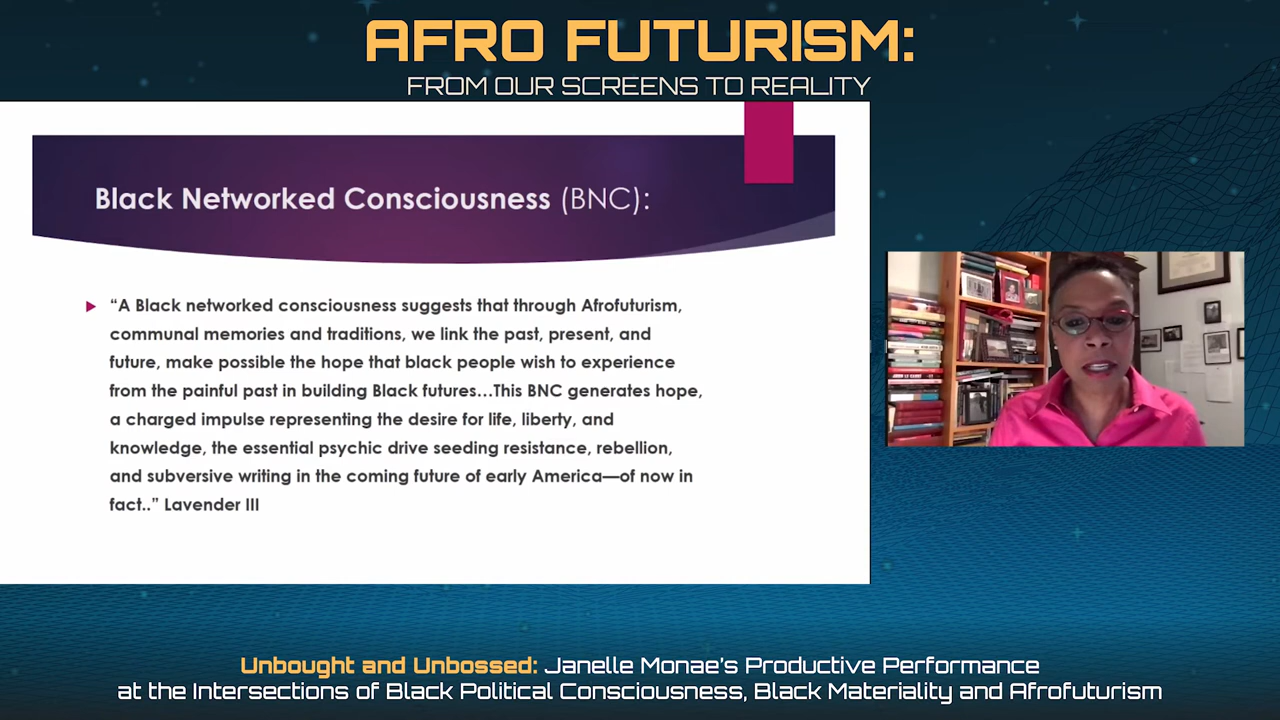 AFRO FUTURISM:
FROM OUR SCREENS TO REALITY
Black Networked Consciousness (BNC):
“A Black networked consciousness suggests that through Afrofuturism,
communal memories and traditions, we link the past, present, and
future, make possible the hope that black people wish to experience
from the painful past in building Black futures…This BNC generates hope,
a charged impulse representing the desire for life, liberty, and
knowledge, the essential psychic drive seeding resistance, rebellion,
and subversive writing in the coming future of early America—of now in
fact..” Lavender III
Unbought and Unbossed: Janelle Monae's Productive Performance
at the Intersections of Black Political Consciousness, Black Materiality and Afrofuturism